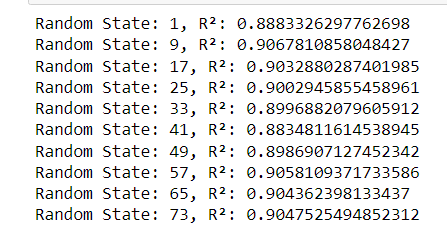 Random State: 1, R²: 0.8883326297762698
Random State: 9, R²: 0.9067810858048427
Random State: 17, R²: 0.9032880287401985
Random State: 25, R²: 0.9002945855458961
Random State: 33, R²: 0.8996882079605912
Random State: 41, R²: 0.8834811614538945
Random State: 49, R²: 0.8986907127452342
Random State: 57, R²: 0.9058109371733586
Random State: 65, R²: 0.904362398133437
Random State: 73, R²: 0.9047525494852312